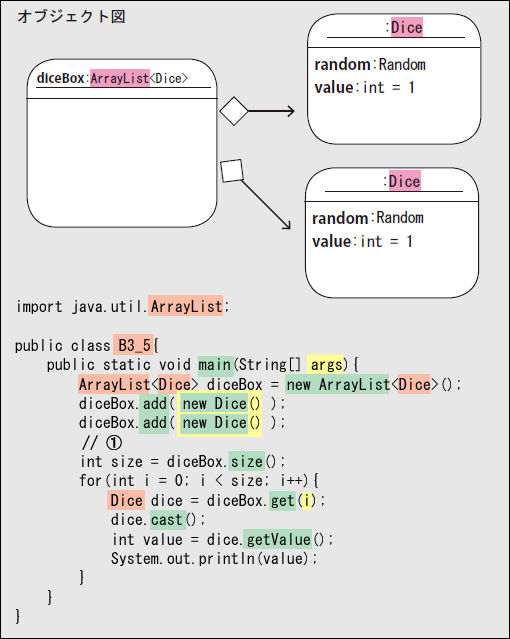 オブジェクト図
:Dice
random:Random
value:int = 1
diceBox:ArrayList<Dice>
:Dice
random:Random
value:int = 1
import java.util.ArrayList;
public class B3_5{
public static void main(String[] args){
ArrayList<Dice> diceBox = new ArrayList<Dice>();
diceBox.add( new Dice() );
diceBox.add( new Dice() );
// ①
int size = diceBox.size();
for(int i = 0; i < size; i++){
Dice dice = diceBox.get(i);
dice.cast();
int value = dice.getValue();
System.out.println(value);
}
}
}